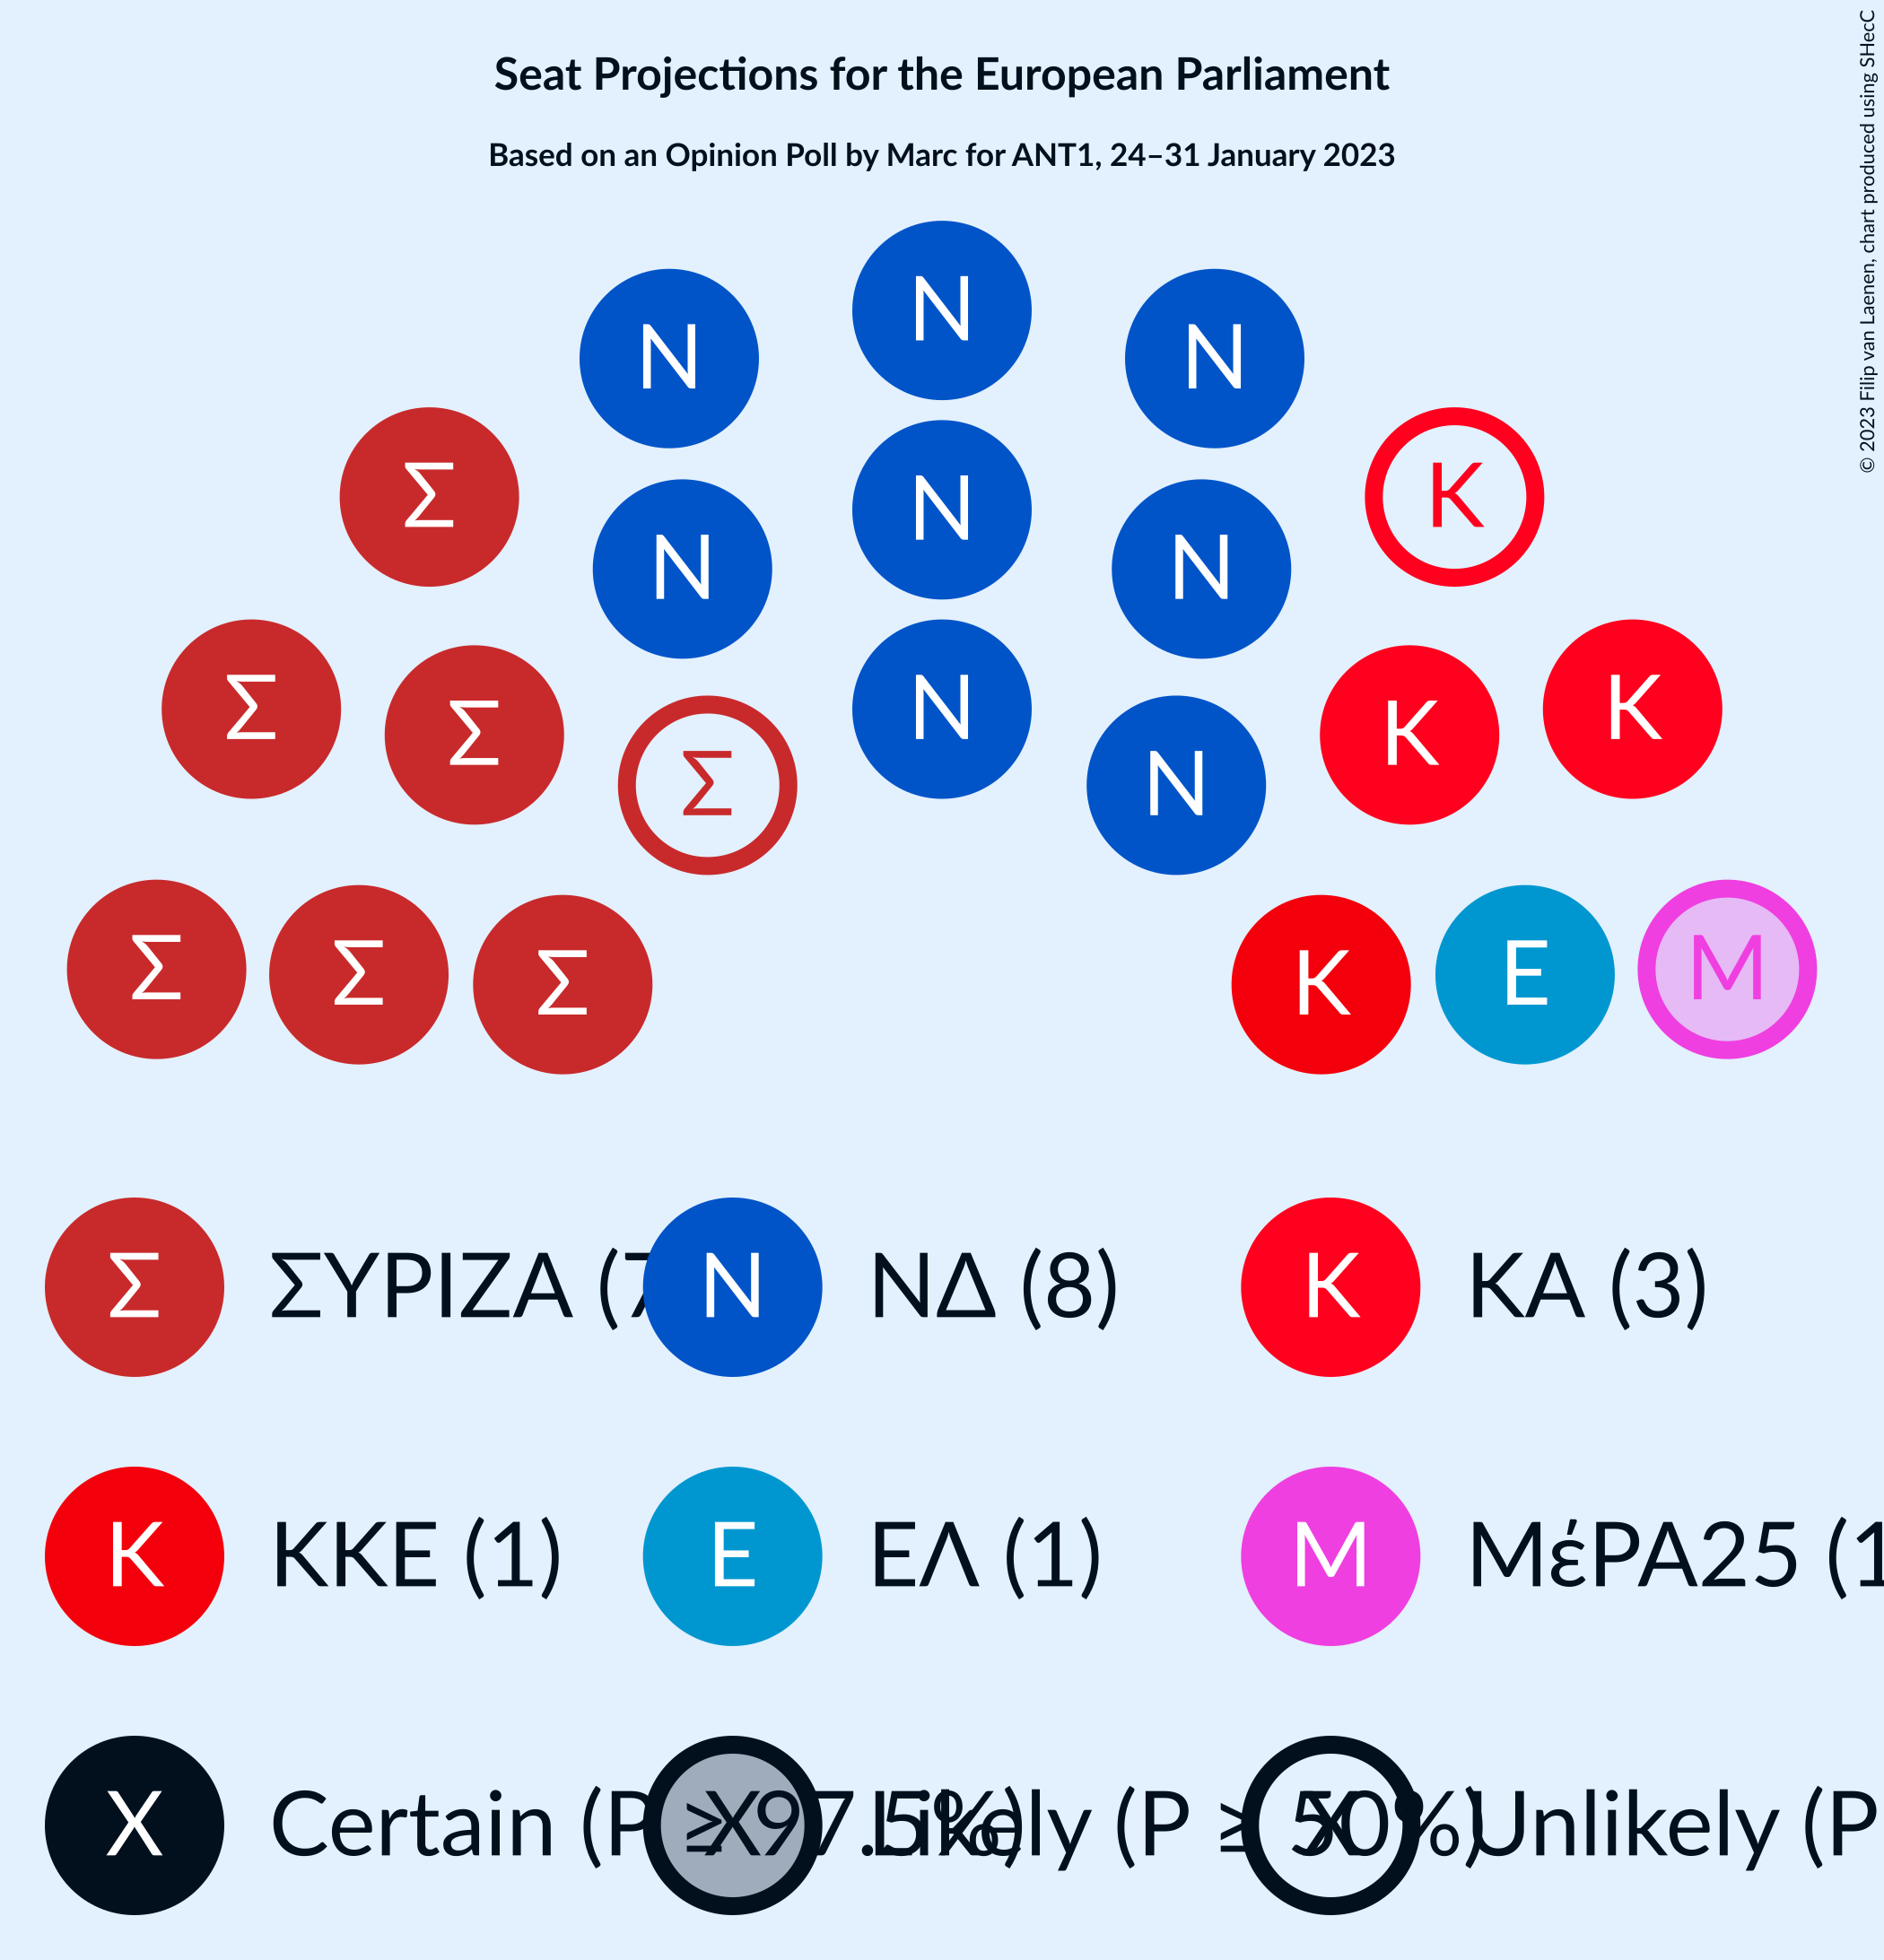 Seat Projections for the European Parliament
Based on an Opinion Poll by Marc for ANT1, 24–31 January 2023
© 2023 Filip van Laenen, chart produced using SHecC
N
N N
Σ K
N
N N
Σ K
Σ N K
Σ N
Σ Σ Σ K E M
Σ ΣΥΡΙΖΑ (7 N ΝΔ (8) K ΚΑ (3)
K ΚΚΕ (1) E ΕΛ (1) M ΜέΡΑ25 (1
X Certain (P ≥ 97.5%) X Likely (P ≥ 50%) X Unlikely (P